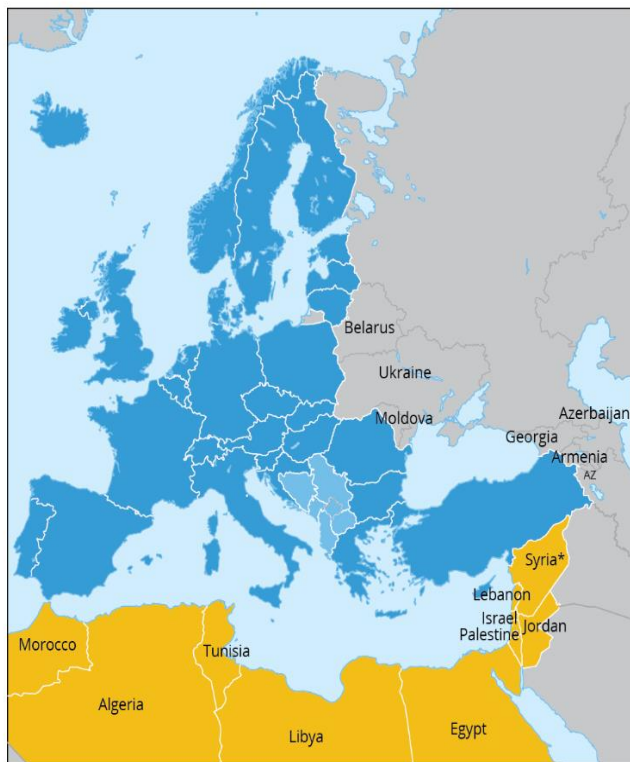 Belarus
Ukraine
Moldova
Azerbaijan
Georgia
Armenia
AZ
Syria*
Lebanon
Israel
Palestine
Jordan
Morocco
Tunisia
Algeria
Libya
Egypt